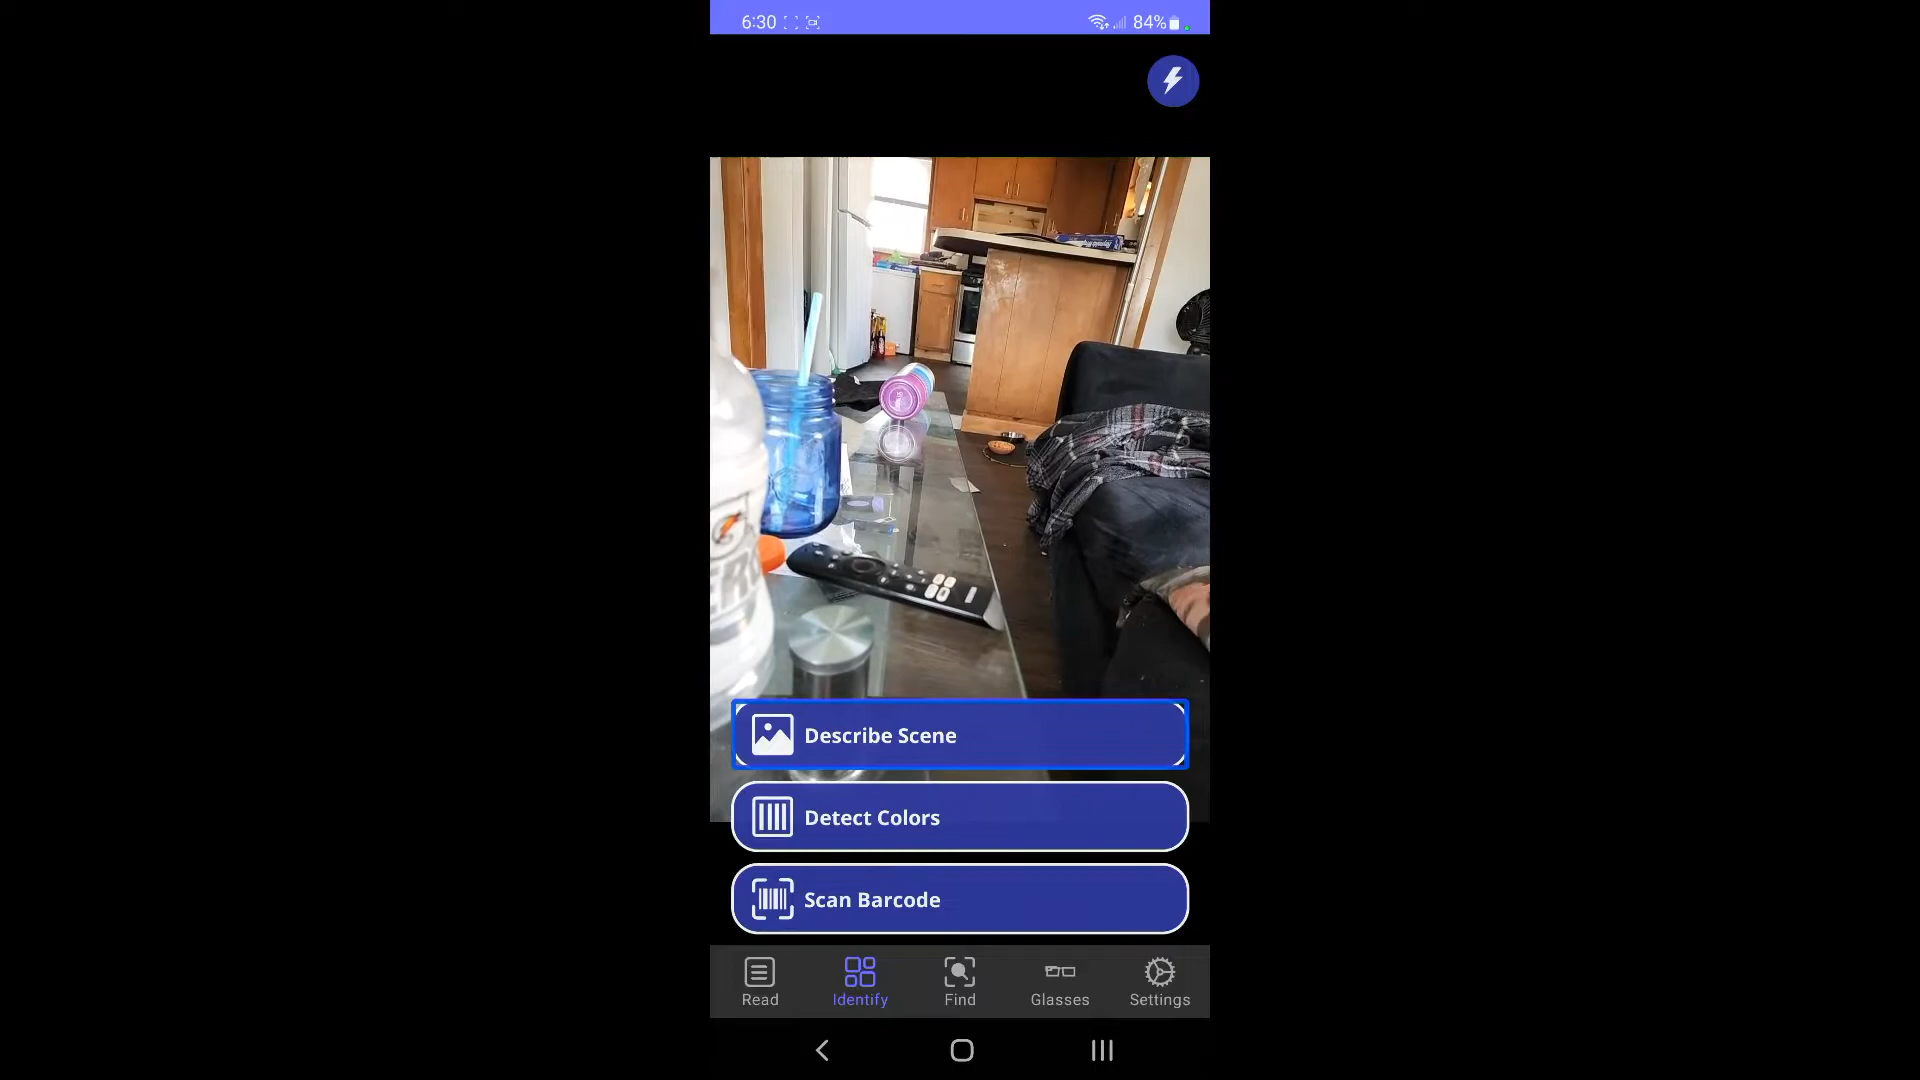 6:30
84%
Describe Scene
Detect Colors
Scan Barcode
Read
Identify
Find
Glasses
Settings